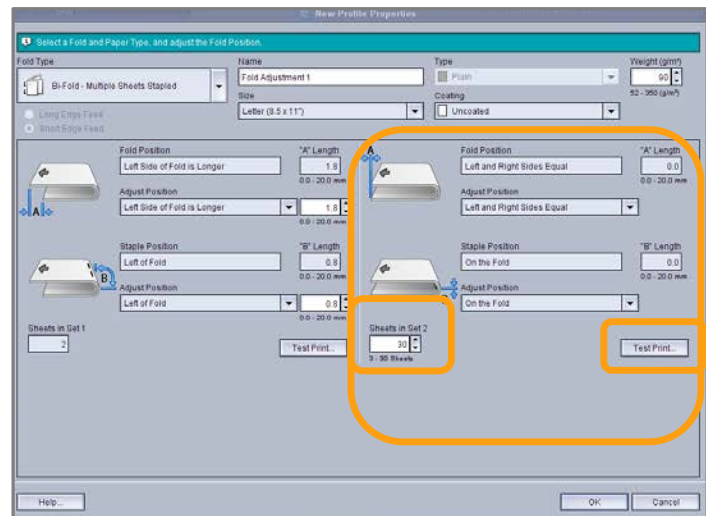 New Profile Properties
Select a Fold and Paper Type, and adjust the Fold Position.
Fold Type
Bi-Fold - Multiple Sheets Stapled
Long Edge Feed
Short Edge Feed
Name
Fold Adjustment 1
Size
Letter (8.5 x 11")
Type
Plain
Coating
Uncoated
Weight (g/m²)
90
52 - 350 (g/m²)
Fold Position
Left Side of Fold is Longer
"A" Length
1.8
0.0 - 20.0 mm
Adjust Position
Left Side of Fold is Longer
1.8
0.0 - 20.0 mm
A
Staple Position
Left of Fold
"B" Length
0.8
0.0 - 20.0 mm
Adjust Position
Left of Fold
0.8
0.0 - 20.0 mm
B
Sheets in Set 1
2
Test Print...
A
Fold Position
Left and Right Sides Equal
"A" Length
0.0
0.0 - 20.0 mm
Adjust Position
Left and Right Sides Equal
Staple Position
On the Fold
"B" Length
0.0
0.0 - 20.0 mm
Adjust Position
On the Fold
Sheets in Set 2
30
3 - 30 Sheets
Test Print...
Help...
OK
Cancel